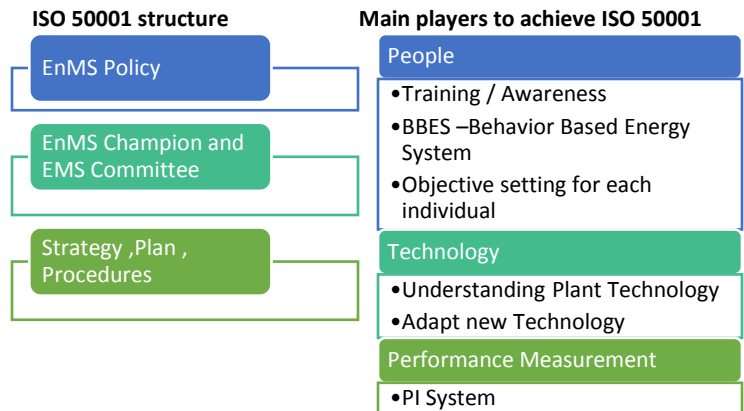 ISO 50001 structure
EnMS Policy
EnMS Champion and
EMS Committee
Strategy ,Plan ,
Procedures
Main players to achieve ISO 50001
People
•Training / Awareness
•BBES –Behavior Based Energy
System
•Objective setting for each
individual
Technology
•Understanding Plant Technology
•Adapt new Technology
Performance Measurement
•PI System